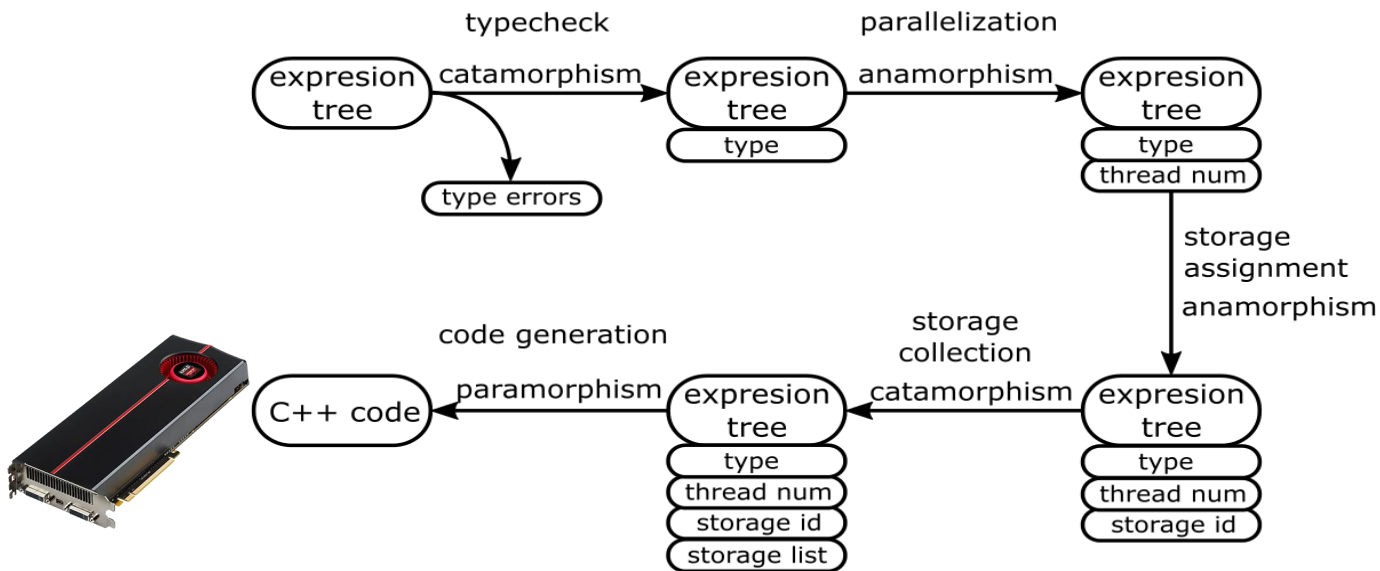 typecheck
parallelization
expresion
tree
catamorphism
expresion
tree
type
anamorphism
expresion
tree
type
thread num
type errors
storage
assignment
anamorphism
code generation
storage
collection
C++ code
paramorphism
expresion
tree
type
thread num
storage id
storage list
catamorphism
expresion
tree
type
thread num
storage id